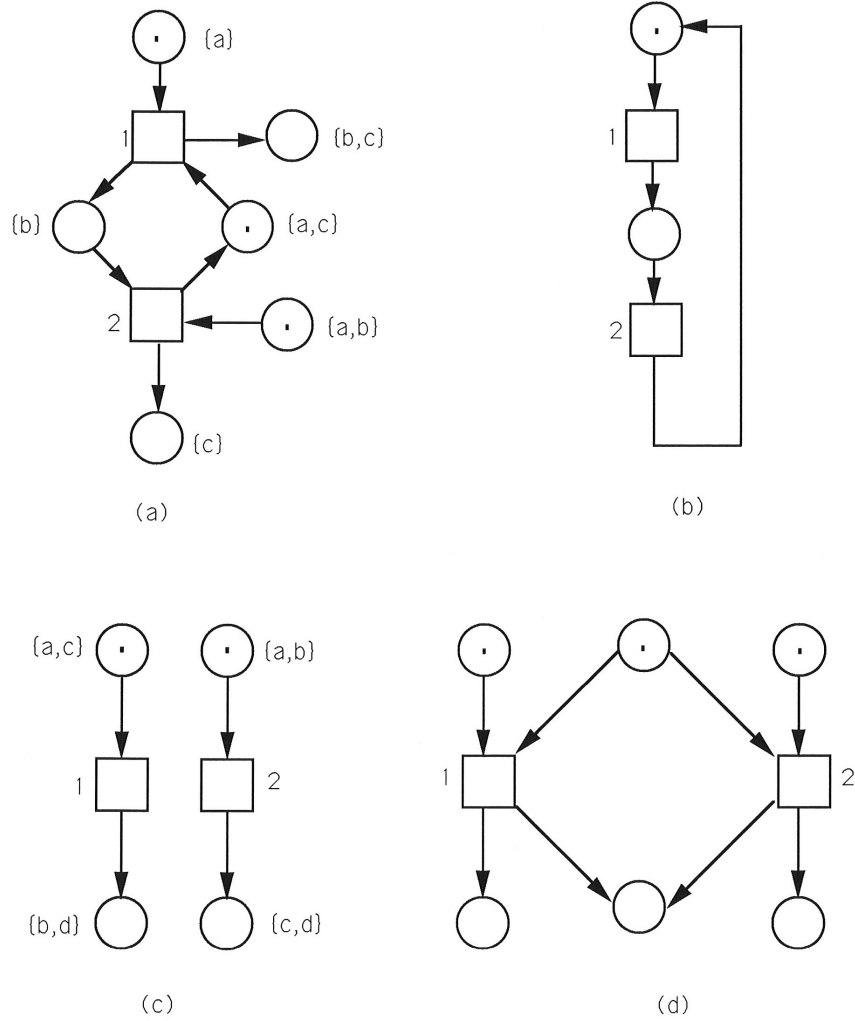 {a}
1
{b,c}
{b}
{a,c}
2
{a,b}
{c}
(a)
1
2
(b)
{a,c}
{a,b}
1
2
{b,d}
{c,d}
(c)
1
2
(d)